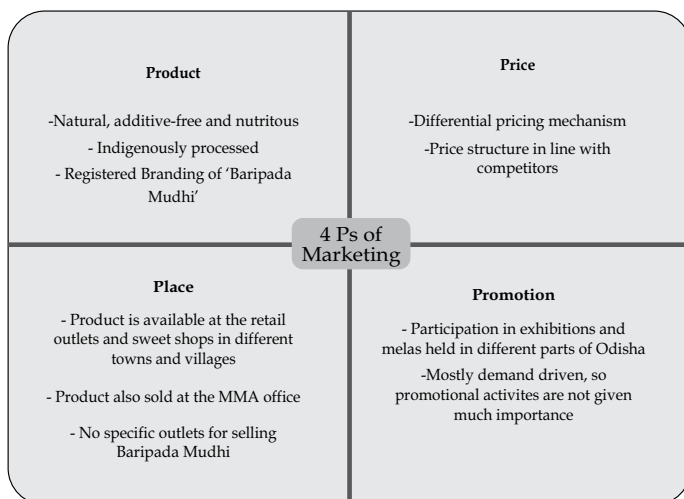 Product
-Natural, additive-free and nutritous
- Indigenously processed
- Registered Branding of ‘Baripada
Mudhi’
Price
-Differential pricing mechanism
-Price structure in line with
competitors
4 Ps of
Marketing
Place
- Product is available at the retail
outlets and sweet shops in different
towns and villages
- Product also sold at the MMA office
- No specific outlets for selling
Baripada Mudhi
Promotion
- Participation in exhibitions and
melas held in different parts of Odisha
-Mostly demand driven, so
promotional activites are not given
much importance